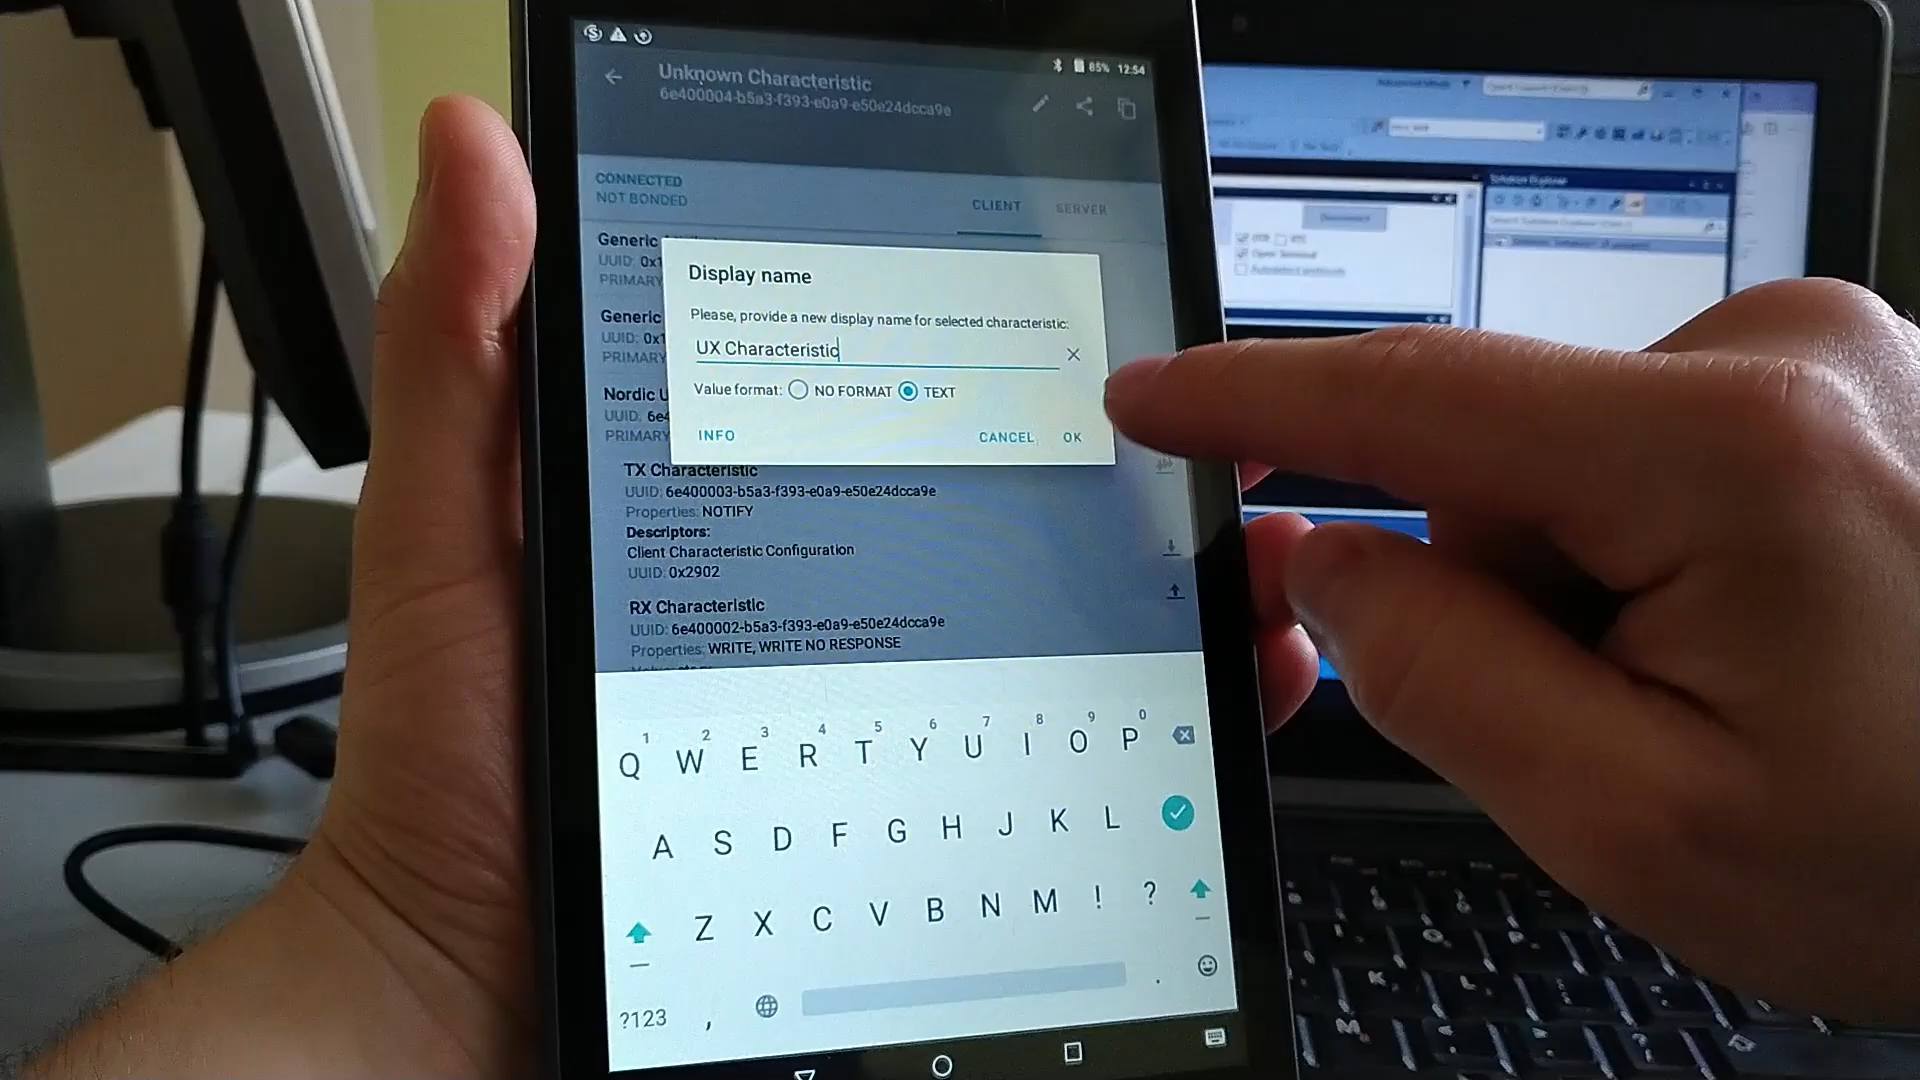 85% 12:54
Unknown Characteristic
6e400004-b5a3-f393-e0a9-e50e24dcca9e
CONNECTED
NOT BONDED
CLIENT SERVER
Generic
UUID: 0x1
PRIMARY
Generic
UUID: 0x1
PRIMARY
Nordic U
UUID: 6e4
PRIMARY
Display name
Please, provide a new display name for selected characteristic:
UX Characteristic
Value format: NO FORMAT TEXT
INFO CANCEL OK
TX Characteristic
UUID: 6e400003-b5a3-f393-e0a9-e50e24dcca9e
Properties: NOTIFY
Descriptors:
Client Characteristic Configuration
UUID: 0x2902
RX Characteristic
UUID: 6e400002-b5a3-f393-e0a9-e50e24dcca9e
Properties: WRITE, WRITE NO RESPONSE
1 2 3 4 5 6 7 8 9 0
Q W E R T Y U I O P
A S D F G H J K L
Z X C V B N M ! ?
?123 , .
Solution Explorer
Disconnect